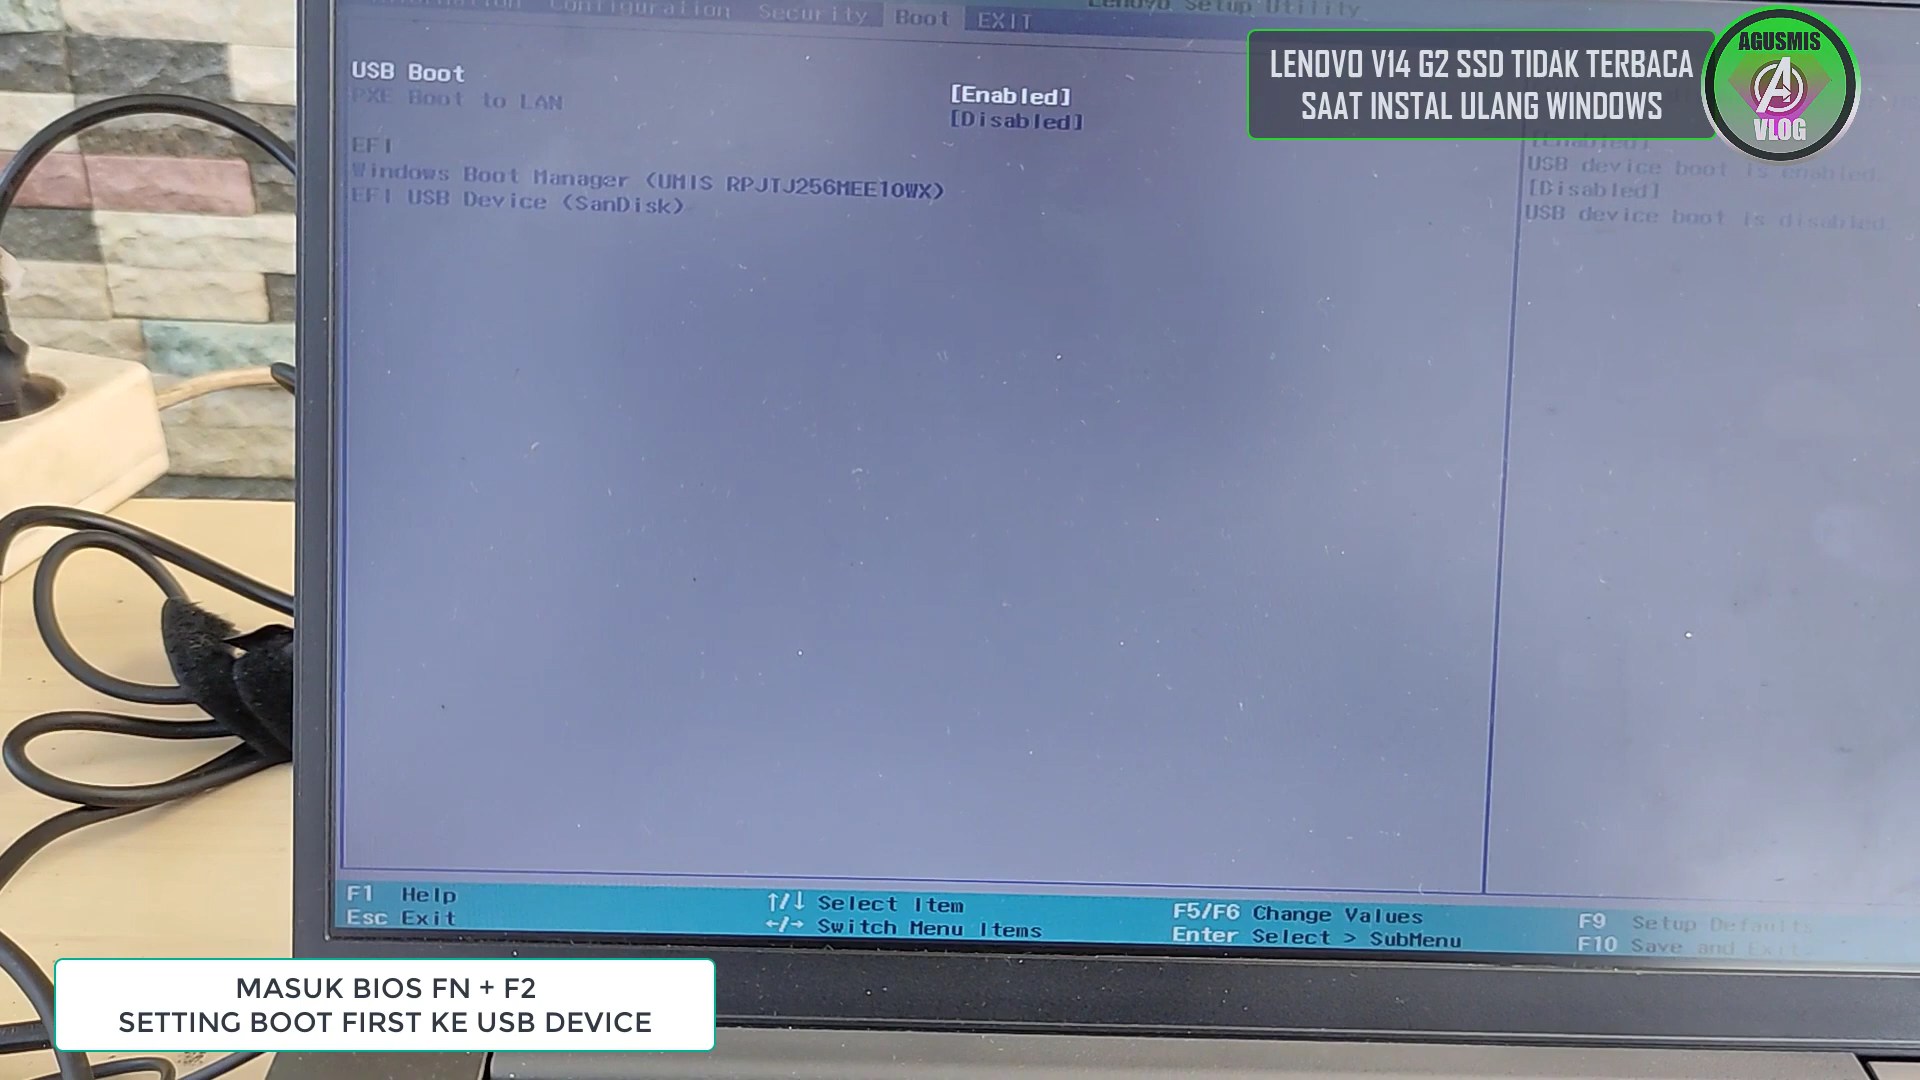 Configuration Security Boot EXIT
Lenovo Setup Utility
USB Boot [Enabled]
PXE Boot to LAN [Disabled]
EFI
Windows Boot Manager (UMIS RPJTJ256MEE1OWX)
EFI USB Device (SanDisk)
[Enabled]
USB device boot is enabled.
[Disabled]
USB device boot is disabled.
LENOVO V14 G2 SSD TIDAK TERBACA
SAAT INSTAL ULANG WINDOWS
AGUSMIS
VLOG
F1 Help
Esc Exit
↑/↓ Select Item
←/→ Switch Menu Items
F5/F6 Change Values
Enter Select > SubMenu
F9 Setup Defaults
F10 Save and Exit
MASUK BIOS FN + F2
SETTING BOOT FIRST KE USB DEVICE